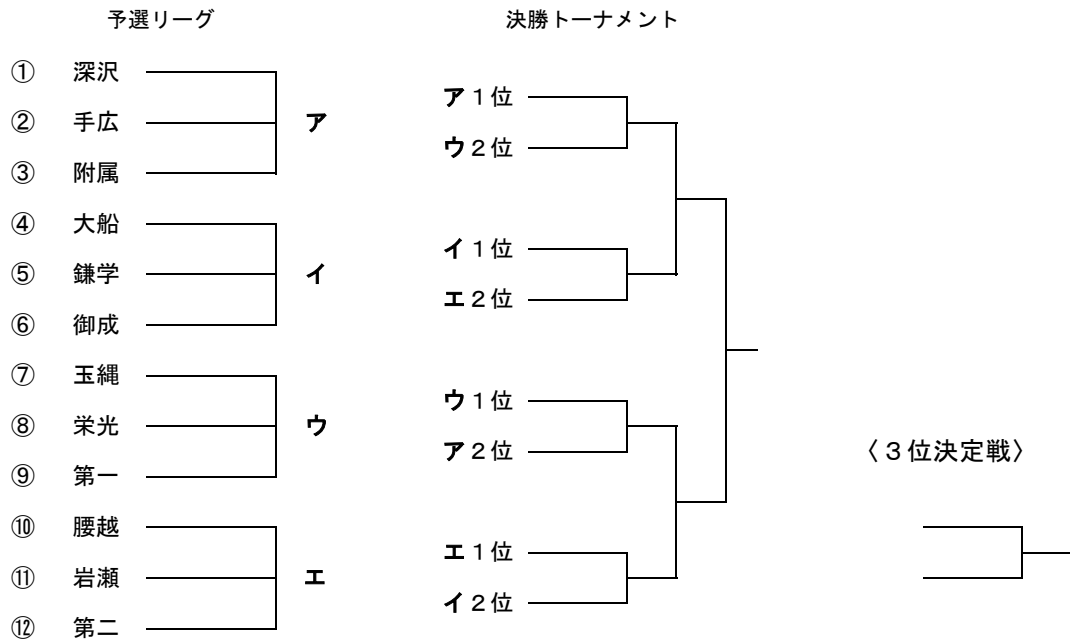 予選リーグ
① 深沢
② 手広
③ 附属
ア
④ 大船
⑤ 鎌学
⑥ 御成
イ
⑦ 玉縄
⑧ 栄光
⑨ 第一
ウ
⑩ 腰越
⑪ 岩瀬
⑫ 第二
エ
決勝トーナメント
ア1位
ウ2位
イ1位
エ2位
ウ1位
ア2位
エ1位
イ2位
〈３位決定戦〉